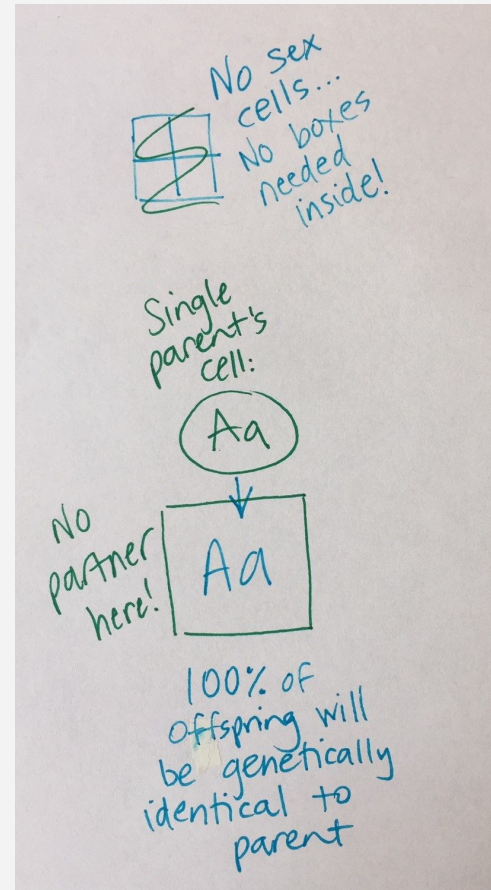 No sex
cells...
No boxes
needed
inside!
Single
parent's
cell:
Aa
No
partner
here!
Aa
100% of
offspring will
be genetically
identical to
parent